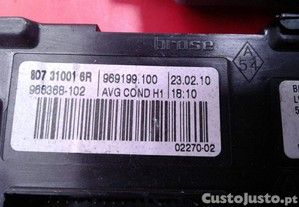 brose
A
54
807 31001 6R
969199.100
23.02.10
986368-102
AVG COND H1
18:10
02270-02
CustoJusto.pt